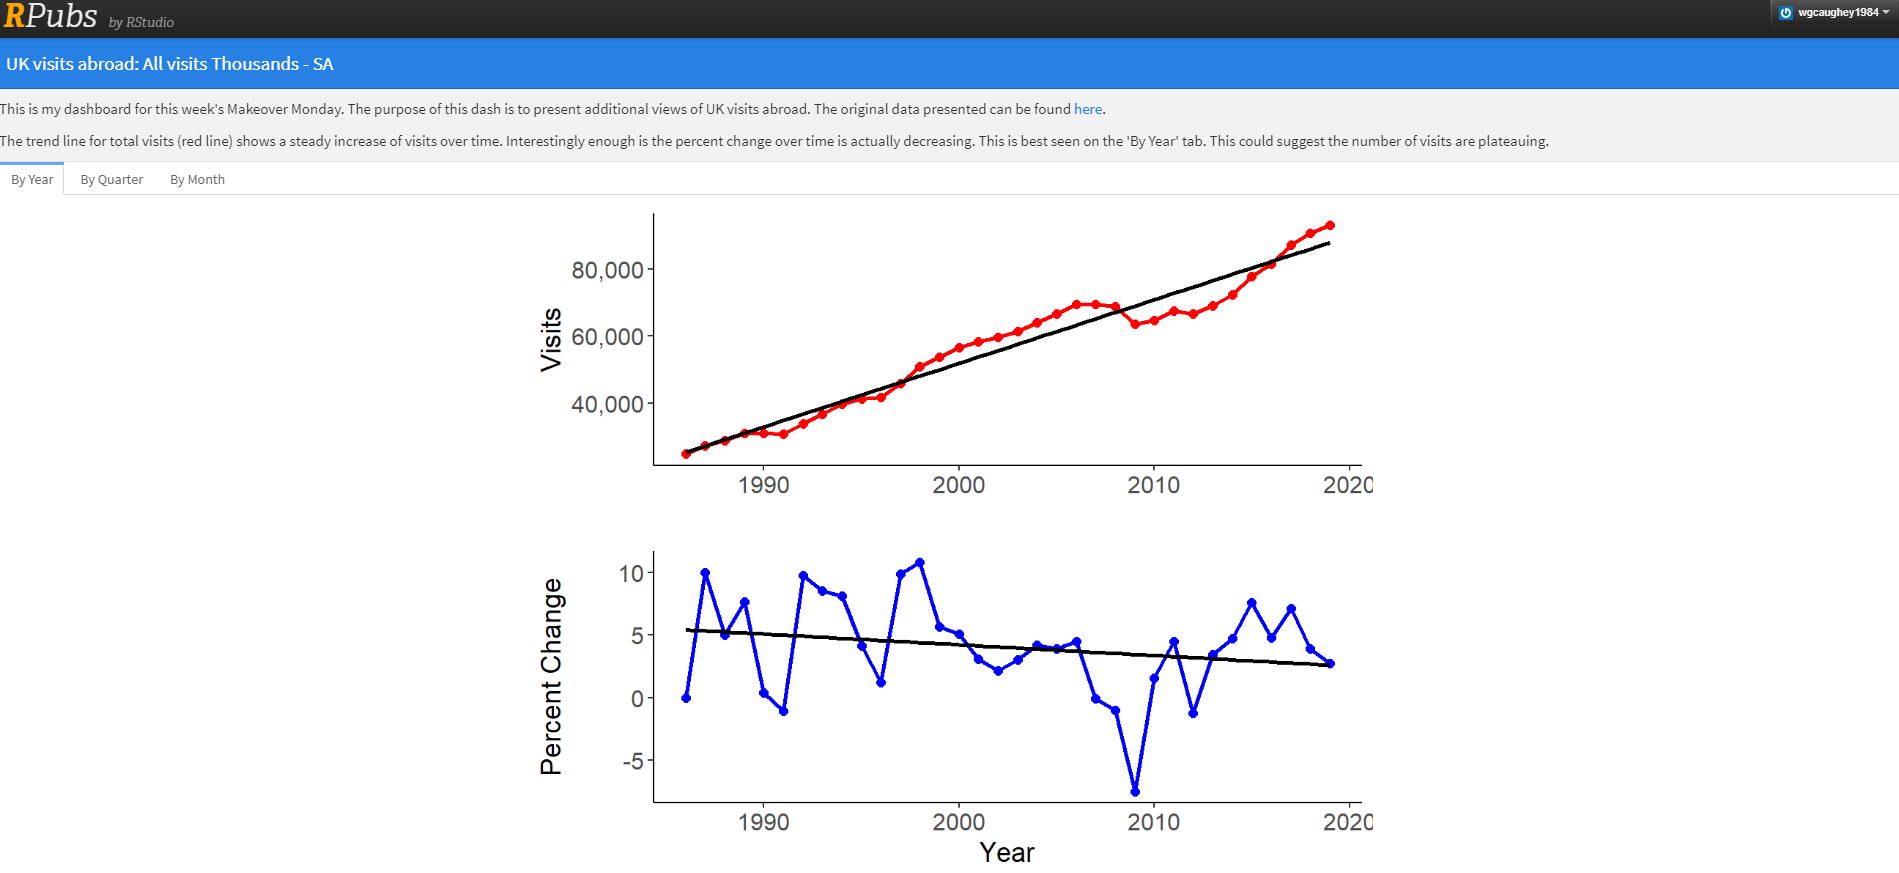 RPubs by RStudio
wgcaughey1984
UK visits abroad: All visits Thousands - SA
This is my dashboard for this week's Makeover Monday. The purpose of this dash is to present additional views of UK visits abroad. The original data presented can be found here.
The trend line for total visits (red line) shows a steady increase of visits over time. Interestingly enough is the percent change over time is actually decreasing. This is best seen on the 'By Year' tab. This could suggest the number of visits are plateauing.
By Year By Quarter By Month
80,000
60,000
40,000
Visits
1990 2000 2010 2020
10
5
0
-5
Percent Change
1990 2000 2010 2020
Year